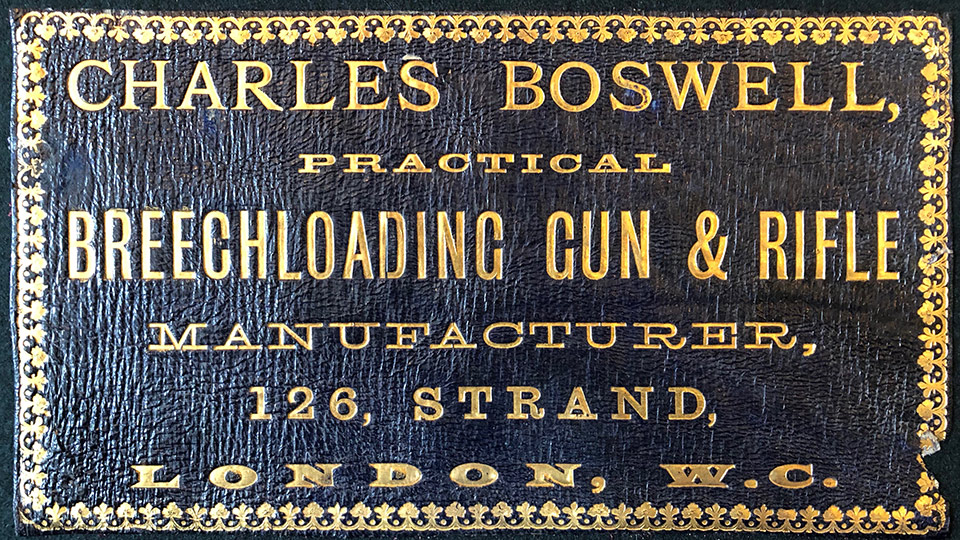 CHARLES BOSWELL,
PRACTICAL
BREECHLOADING GUN & RIFLE
MANUFACTURER,
126, STRAND,
LONDON, W.C.